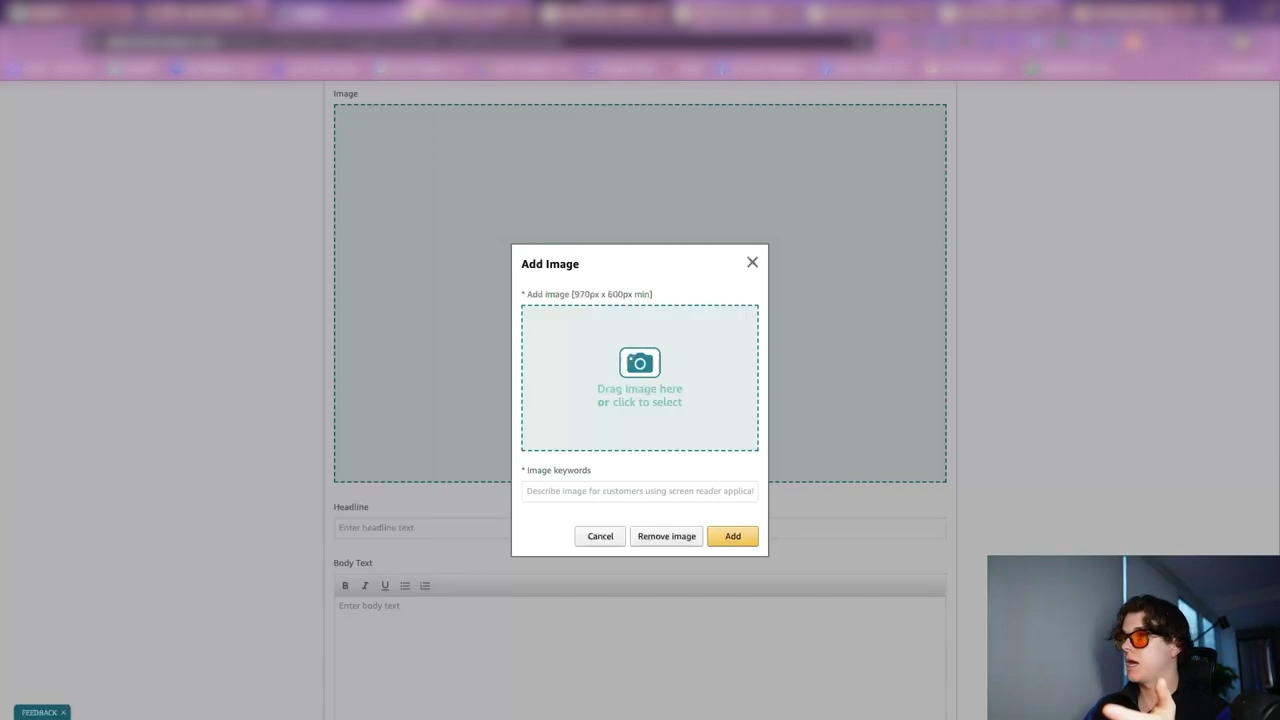 Image
Add Image
* Add image [970px x 600px min]
Drag image here
or click to select
* Image keywords
Describe image for customers using screen reader applicat
Cancel
Remove image
Add
Headline
Enter headline text
Body Text
B I U
Enter body text
FEEDBACK